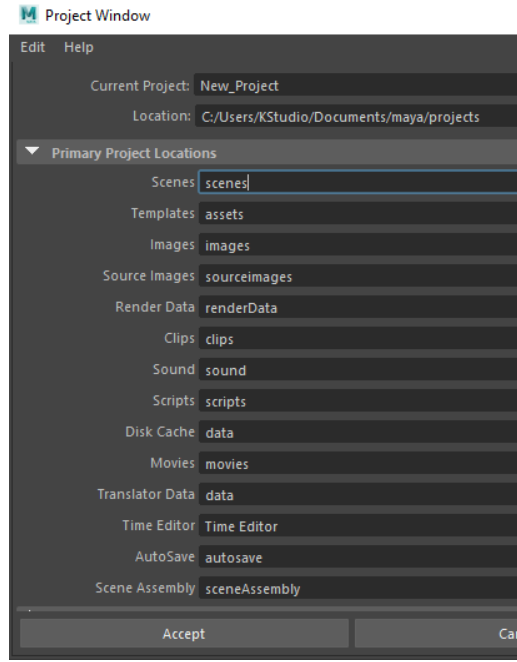 Project Window
Edit Help
Current Project: New_Project
Location: C:/Users/KStudio/Documents/maya/projects
Primary Project Locations
Scenes scenes
Templates assets
Images images
Source Images sourceimages
Render Data renderData
Clips clips
Sound sound
Scripts scripts
Disk Cache data
Movies movies
Translator Data data
Time Editor Time Editor
AutoSave autosave
Scene Assembly sceneAssembly
Accept